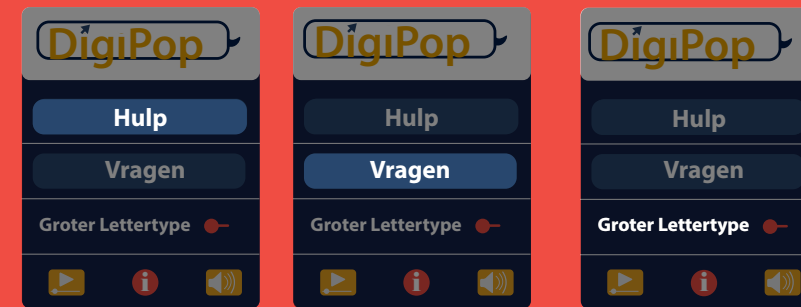 DigiPop
Hulp
Vragen
Groter Lettertype
i
DigiPop
Hulp
Vragen
Groter Lettertype
i
DigiPop
Hulp
Vragen
Groter Lettertype
i